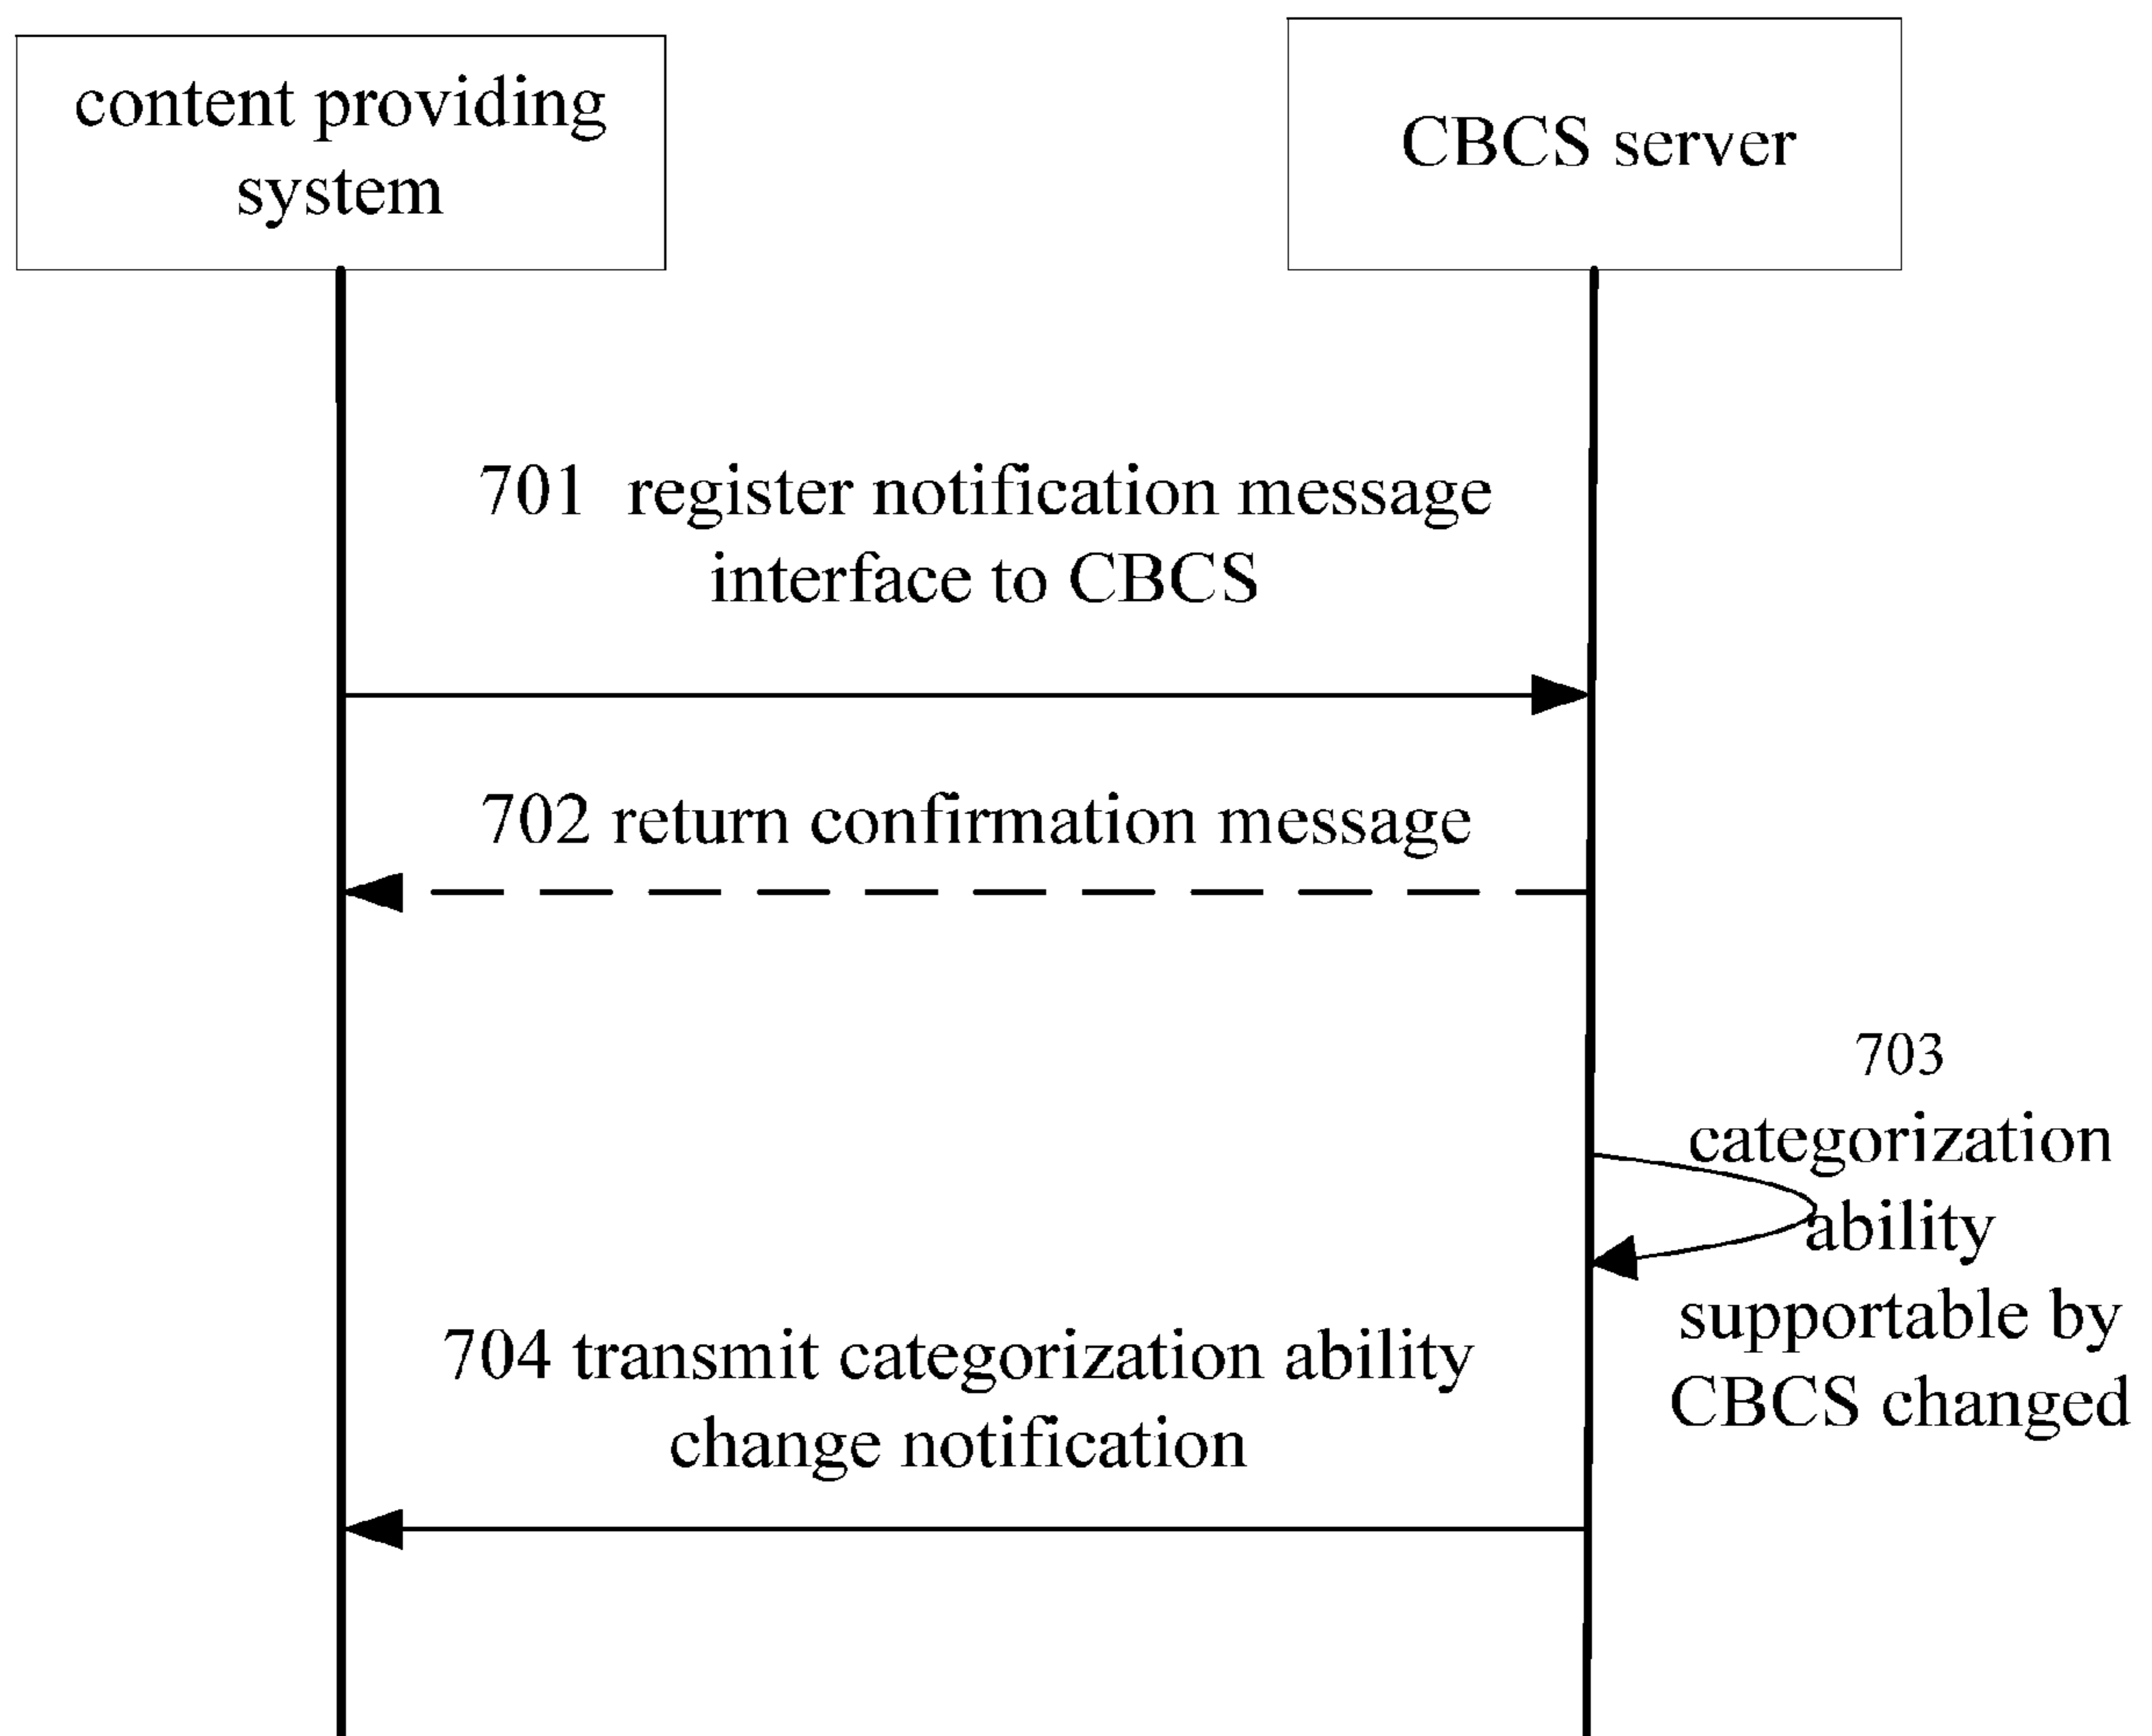 content providing
system
CBCS server
701 register notification message
interface to CBCS
702 return confirmation message
703
categorization
ability
supportable by
CBCS changed
704 transmit categorization ability
change notification